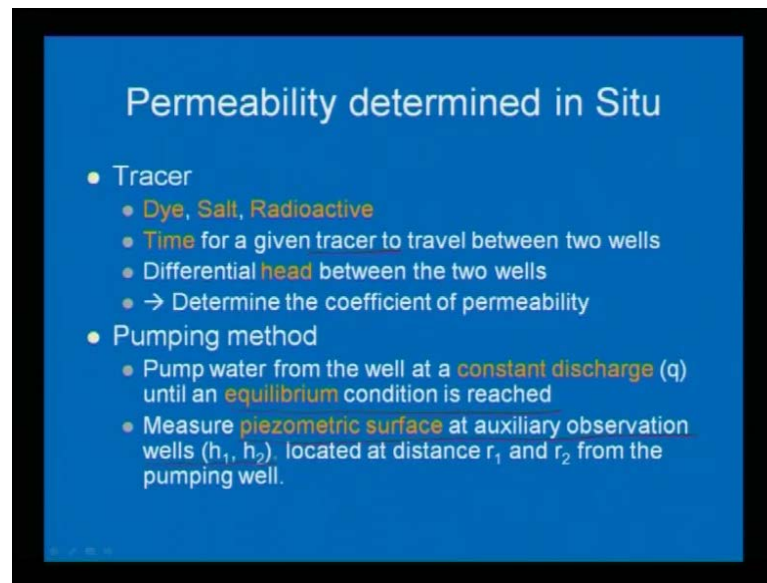 Permeability determined in Situ
• Tracer
• Dye, Salt, Radioactive
• Time for a given tracer to travel between two wells
• Differential head between the two wells
• → Determine the coefficient of permeability
• Pumping method
• Pump water from the well at a constant discharge (q)
until an equilibrium condition is reached
• Measure piezometric surface at auxiliary observation
wells (h₁, h₂). located at distance r₁ and r₂ from the
pumping well.